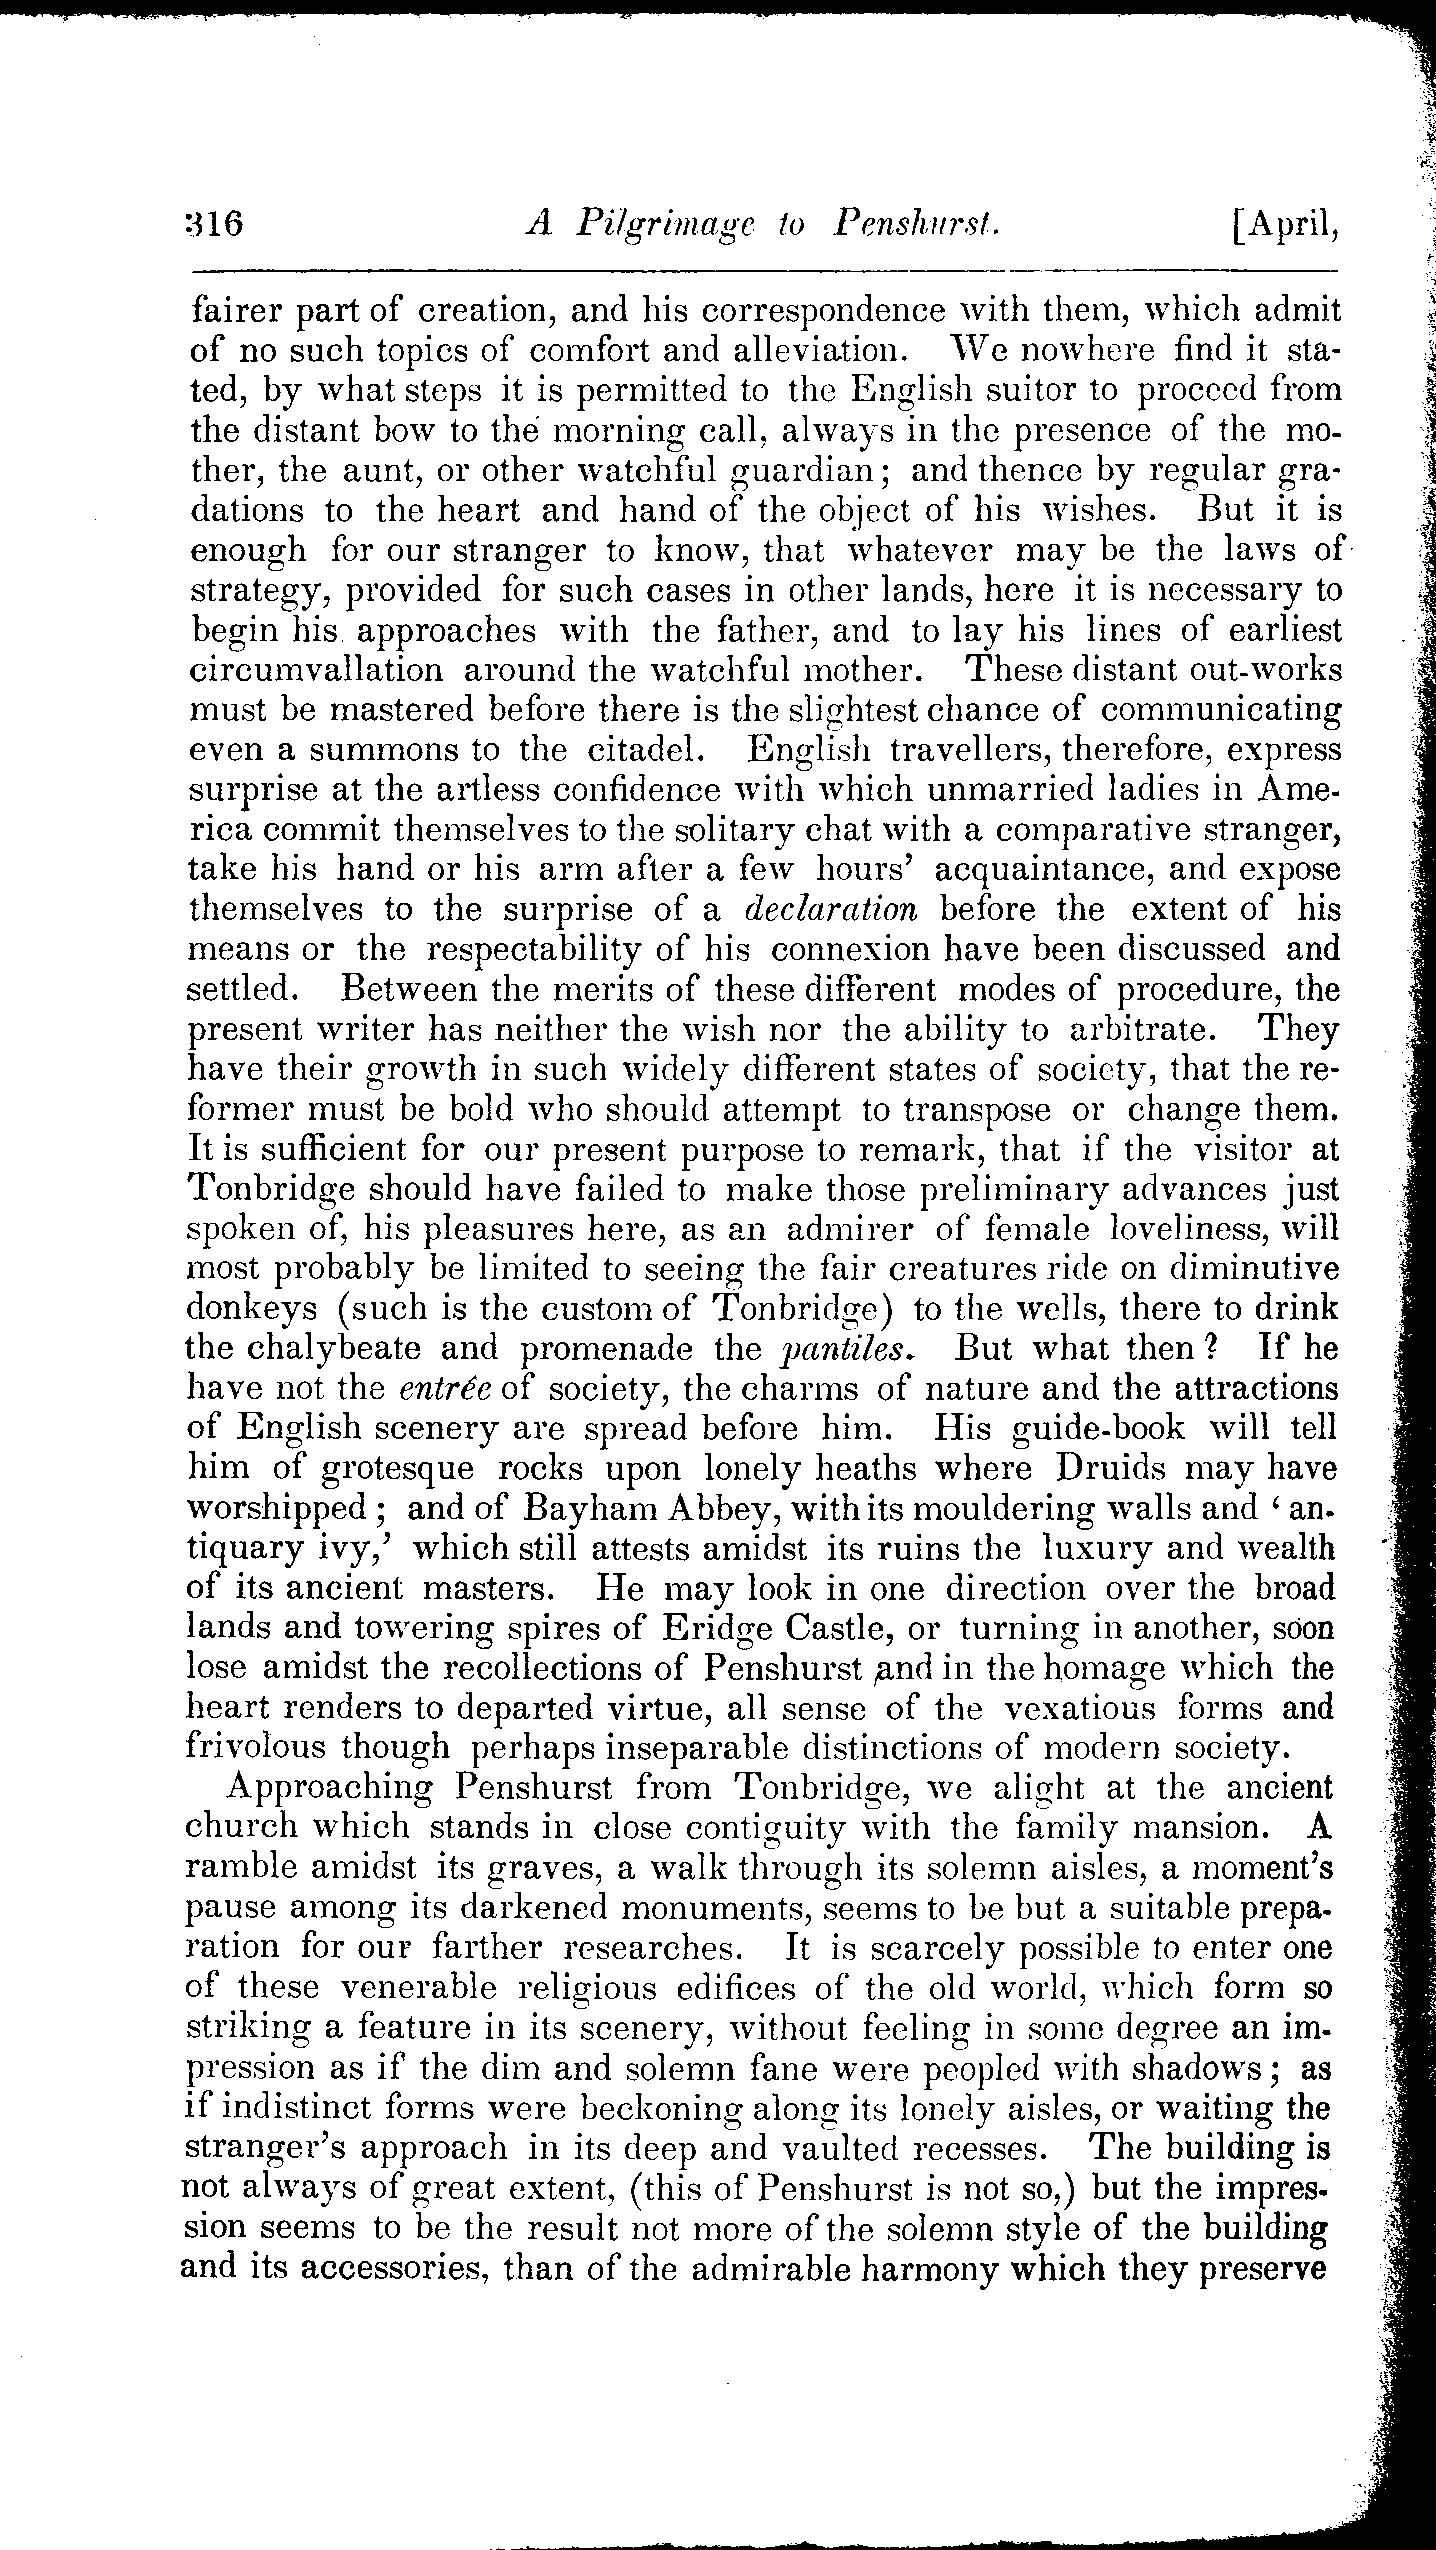 316 A Pilgrimage to Penshurst. [April,
fairer part of creation, and his correspondence with them, which admit
of no such topics of comfort and alleviation. We nowhere find it sta-
ted, by what steps it is permitted to the English suitor to proceed from
the distant bow to the morning call, always in the presence of the mo-
ther, the aunt, or other watchful guardian; and thence by regular gra-
dations to the heart and hand of the object of his wishes. But it is
enough for our stranger to know, that whatever may be the laws of
strategy, provided for such cases in other lands, here it is necessary to
begin his approaches with the father, and to lay his lines of earliest
circumvallation around the watchful mother. These distant out-works
must be mastered before there is the slightest chance of communicating
even a summons to the citadel. English travellers, therefore, express
surprise at the artless confidence with which unmarried ladies in Ame-
rica commit themselves to the solitary chat with a comparative stranger,
take his hand or his arm after a few hours' acquaintance, and expose
themselves to the surprise of a declaration before the extent of his
means or the respectability of his connexion have been discussed and
settled. Between the merits of these different modes of procedure, the
present writer has neither the wish nor the ability to arbitrate. They
have their growth in such widely different states of society, that the re-
former must be bold who should attempt to transpose or change them.
It is sufficient for our present purpose to remark, that if the visitor at
Tonbridge should have failed to make those preliminary advances just
spoken of, his pleasures here, as an admirer of female loveliness, will
most probably be limited to seeing the fair creatures ride on diminutive
donkeys (such is the custom of Tonbridge) to the wells, there to drink
the chalybeate and promenade the pantiles. But what then? If he
have not the entrée of society, the charms of nature and the attractions
of English scenery are spread before him. His guide-book will tell
him of grotesque rocks upon lonely heaths where Druids may have
worshipped; and of Bayham Abbey, with its mouldering walls and 'an-
tiquary ivy,' which still attests amidst its ruins the luxury and wealth
of its ancient masters. He may look in one direction over the broad
lands and towering spires of Eridge Castle, or turning in another, soon
lose amidst the recollections of Penshurst and in the homage which the
heart renders to departed virtue, all sense of the vexatious forms and
frivolous though perhaps inseparable distinctions of modern society.
Approaching Penshurst from Tonbridge, we alight at the ancient
church which stands in close contiguity with the family mansion. A
ramble amidst its graves, a walk through its solemn aisles, a moment's
pause among its darkened monuments, seems to be but a suitable prepa-
ration for our farther researches. It is scarcely possible to enter one
of these venerable religious edifices of the old world, which form so
striking a feature in its scenery, without feeling in some degree an im-
pression as if the dim and solemn fane were peopled with shadows; as
if indistinct forms were beckoning along its lonely aisles, or waiting the
stranger's approach in its deep and vaulted recesses. The building is
not always of great extent, (this of Penshurst is not so,) but the impres-
sion seems to be the result not more of the solemn style of the building
and its accessories, than of the admirable harmony which they preserve